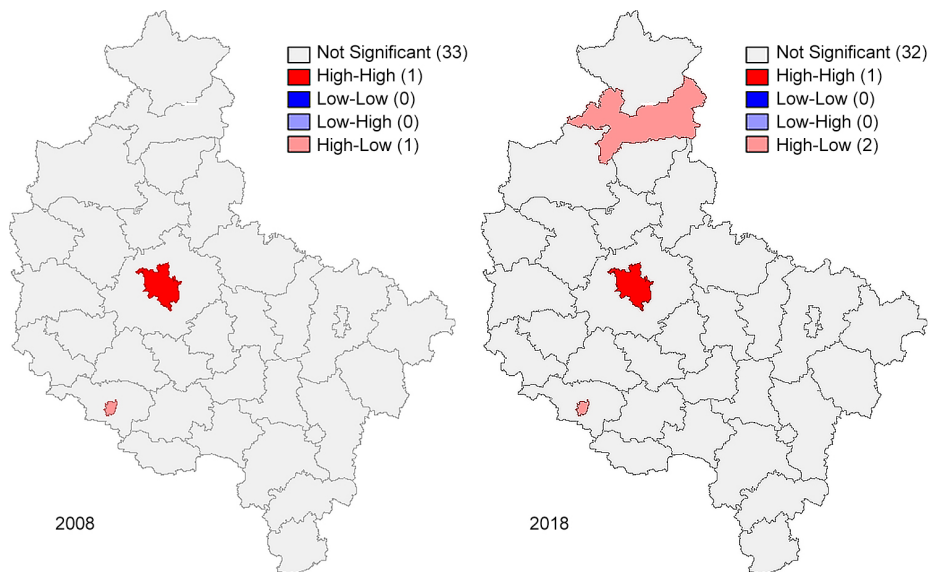 Not Significant (33)
High-High (1)
Low-Low (0)
Low-High (0)
High-Low (1)
2008
Not Significant (32)
High-High (1)
Low-Low (0)
Low-High (0)
High-Low (2)
2018